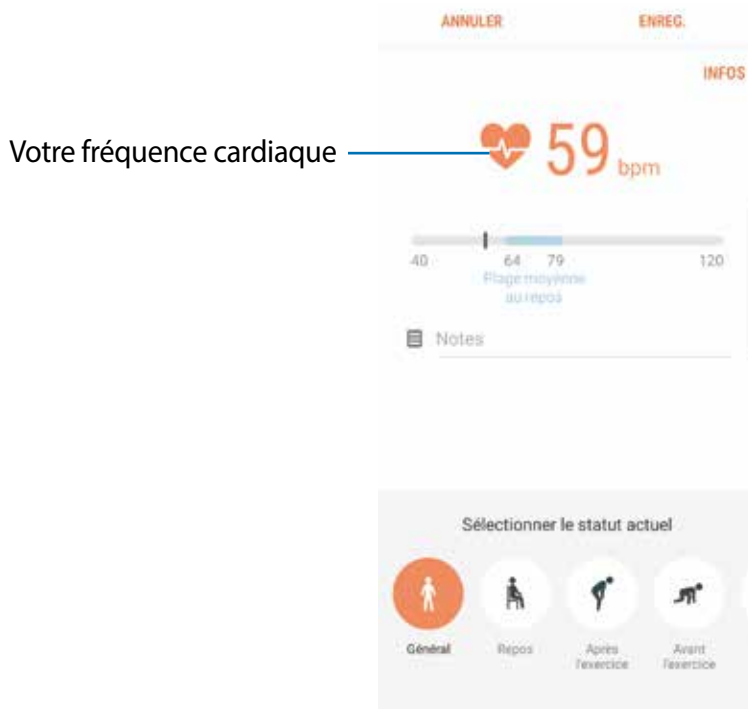 ANNULER ENREG.
INFOS
Votre fréquence cardiaque
59 bpm
40 64 79 120
Plage moyenne
au repos
Notes
Sélectionner le statut actuel
Général Repos Après Avant
l'exercice l'exercice